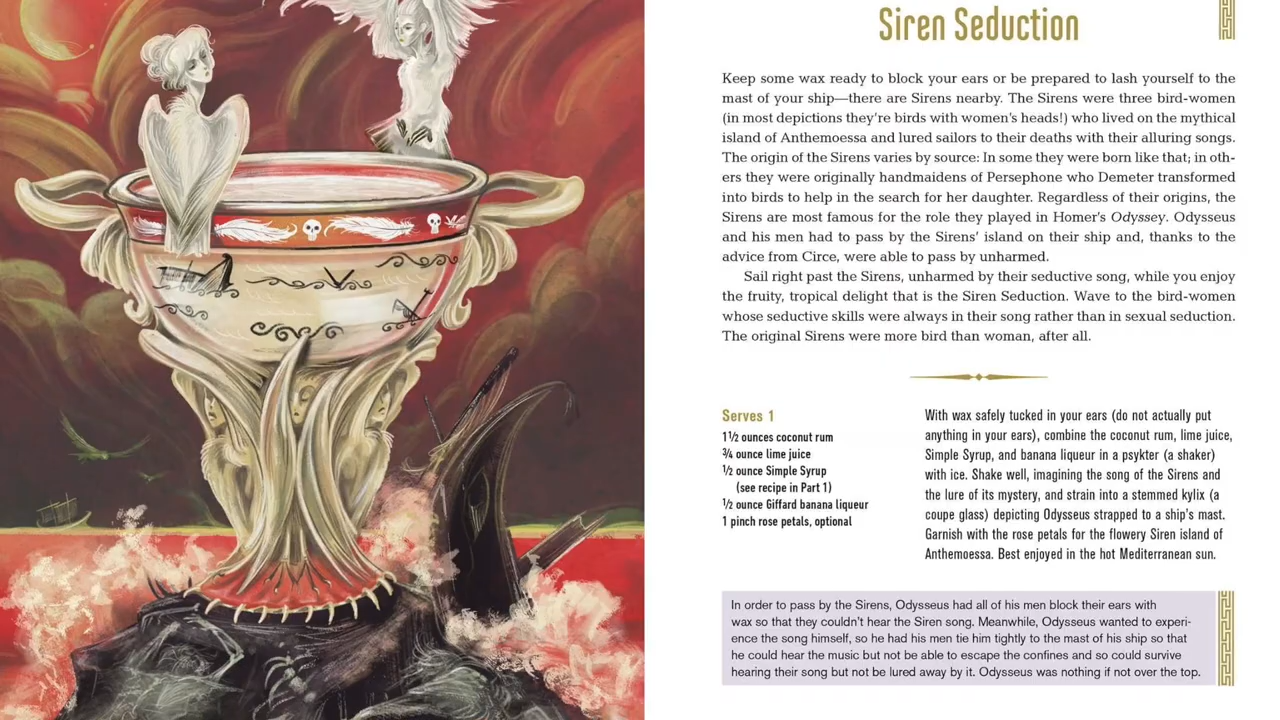 Siren Seduction
Keep some wax ready to block your ears or be prepared to lash yourself to the
mast of your ship—there are Sirens nearby. The Sirens were three bird-women
(in most depictions they’re birds with women’s heads!) who lived on the mythical
island of Anthemoessa and lured sailors to their deaths with their alluring songs.
The origin of the Sirens varies by source: In some they were born like that; in oth-
ers they were originally handmaidens of Persephone who Demeter transformed
into birds to help in the search for her daughter. Regardless of their origins, the
Sirens are most famous for the role they played in Homer’s Odyssey. Odysseus
and his men had to pass by the Sirens’ island on their ship and, thanks to the
advice from Circe, were able to pass by unharmed.
Sail right past the Sirens, unharmed by their seductive song, while you enjoy
the fruity, tropical delight that is the Siren Seduction. Wave to the bird-women
whose seductive skills were always in their song rather than in sexual seduction.
The original Sirens were more bird than woman, after all.
Serves 1
1½ ounces coconut rum
¾ ounce lime juice
½ ounce Simple Syrup
(see recipe in Part 1)
½ ounce Giffard banana liqueur
1 pinch rose petals, optional
With wax safely tucked in your ears (do not actually put
anything in your ears), combine the coconut rum, lime juice,
Simple Syrup, and banana liqueur in a psykter (a shaker)
with ice. Shake well, imagining the song of the Sirens and
the lure of its mystery, and strain into a stemmed kylix (a
coupe glass) depicting Odysseus strapped to a ship’s mast.
Garnish with the rose petals for the flowery Siren island of
Anthemoessa. Best enjoyed in the hot Mediterranean sun.
In order to pass by the Sirens, Odysseus had all of his men block their ears with
wax so that they couldn’t hear the Siren song. Meanwhile, Odysseus wanted to experi-
ence the song himself, so he had his men tie him tightly to the mast of his ship so that
he could hear the music but not be able to escape the confines and so could survive
hearing their song but not be lured away by it. Odysseus was nothing if not over the top.